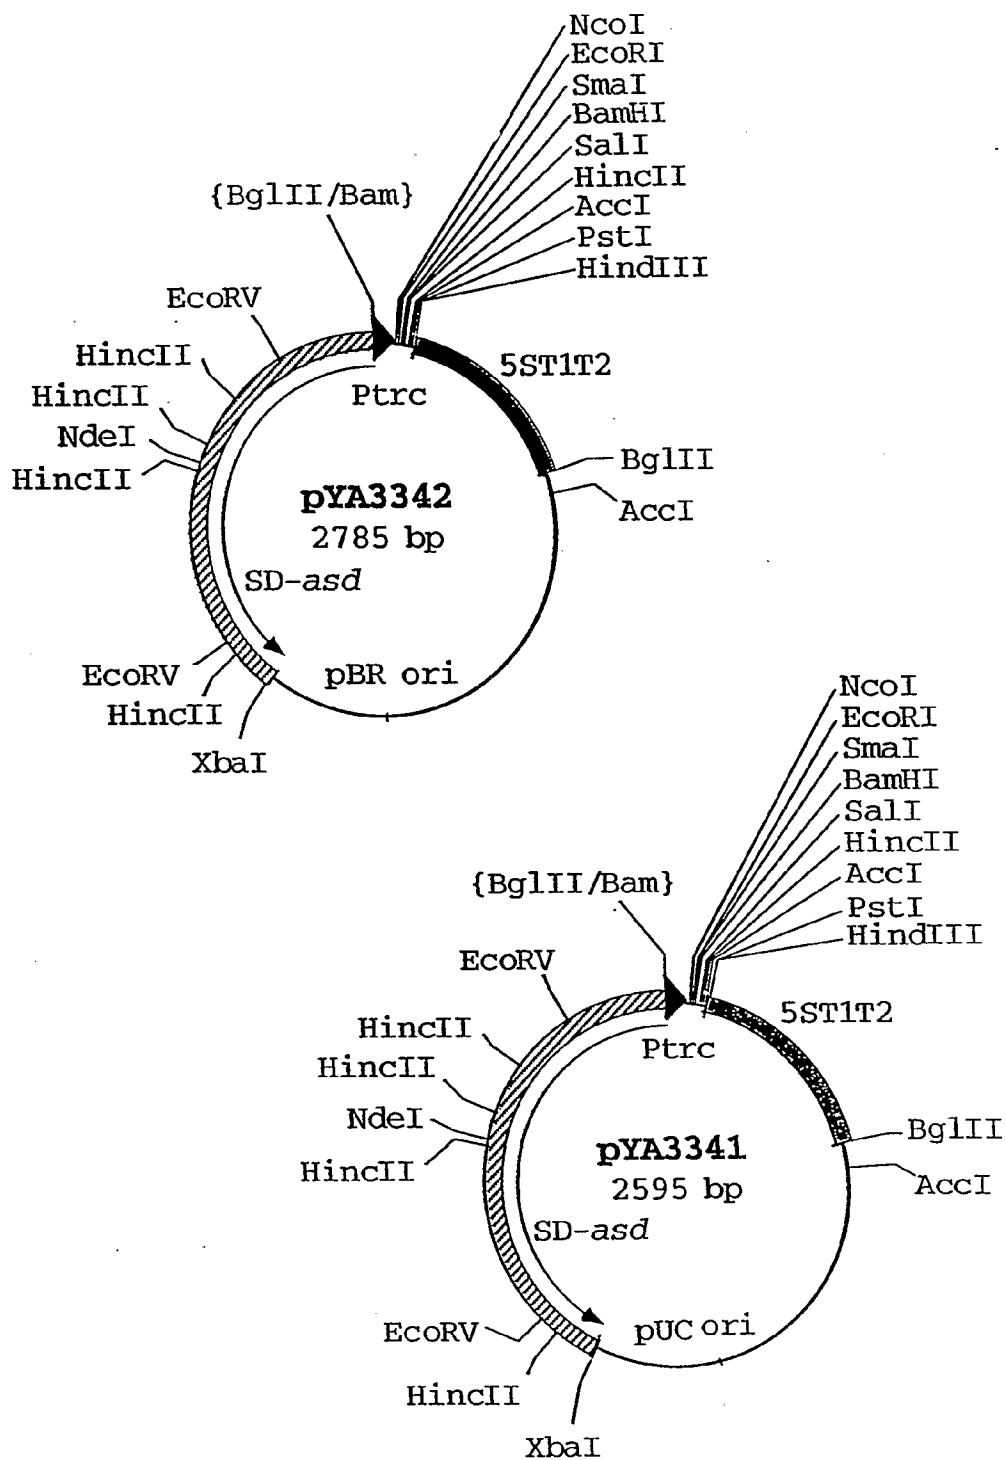 NcoI
EcoRI
SmaI
BamHI
SalI
HincII
AccI
PstI
HindIII
{BglII/Bam}
EcoRV
HincII
HincII
NdeI
HincII
Ptrc
5ST1T2
BglII
AccI
pYA3342
2785 bp
SD-asd
EcoRV
HincII
XbaI
pBR ori
NcoI
EcoRI
SmaI
BamHI
SalI
HincII
AccI
PstI
HindIII
{BglII/Bam}
EcoRV
HincII
HincII
NdeI
HincII
Ptrc
5ST1T2
BglII
AccI
pYA3341
2595 bp
SD-asd
EcoRV
HincII
XbaI
pUC ori